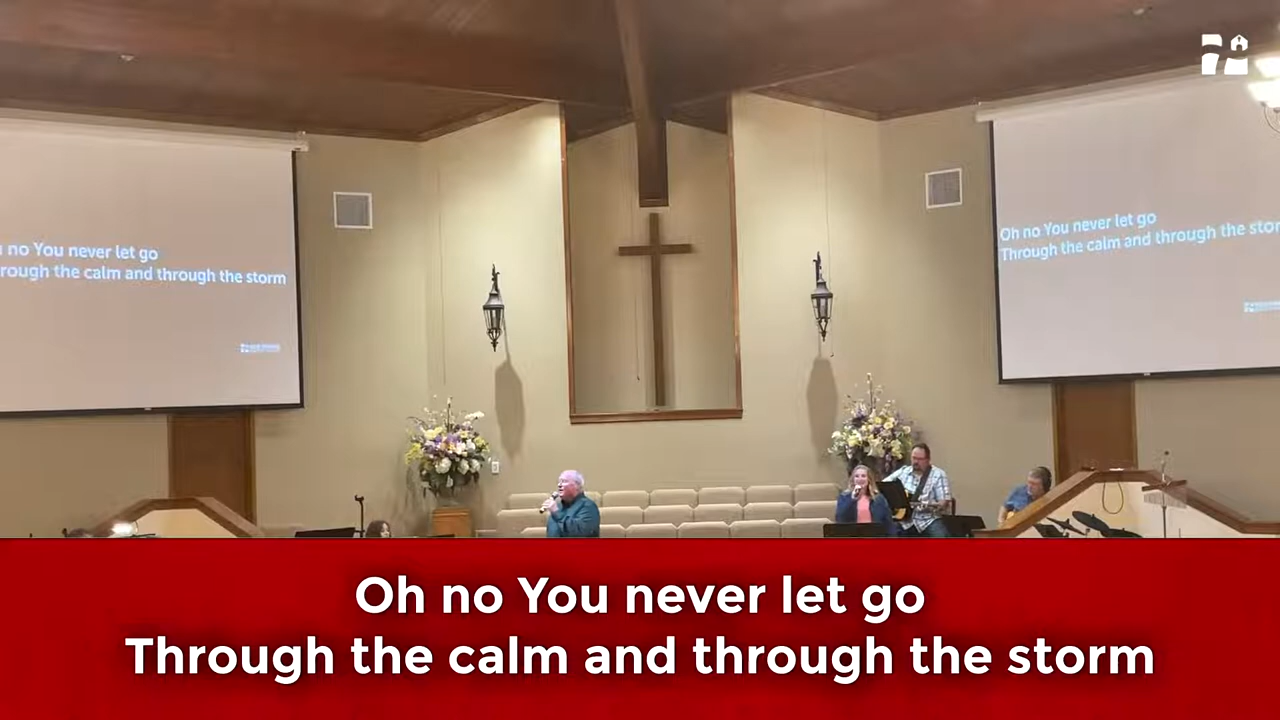 no You never let go
rough the calm and through the storm
Oh no You never let go
Through the calm and through the stor
Oh no You never let go
Through the calm and through the storm